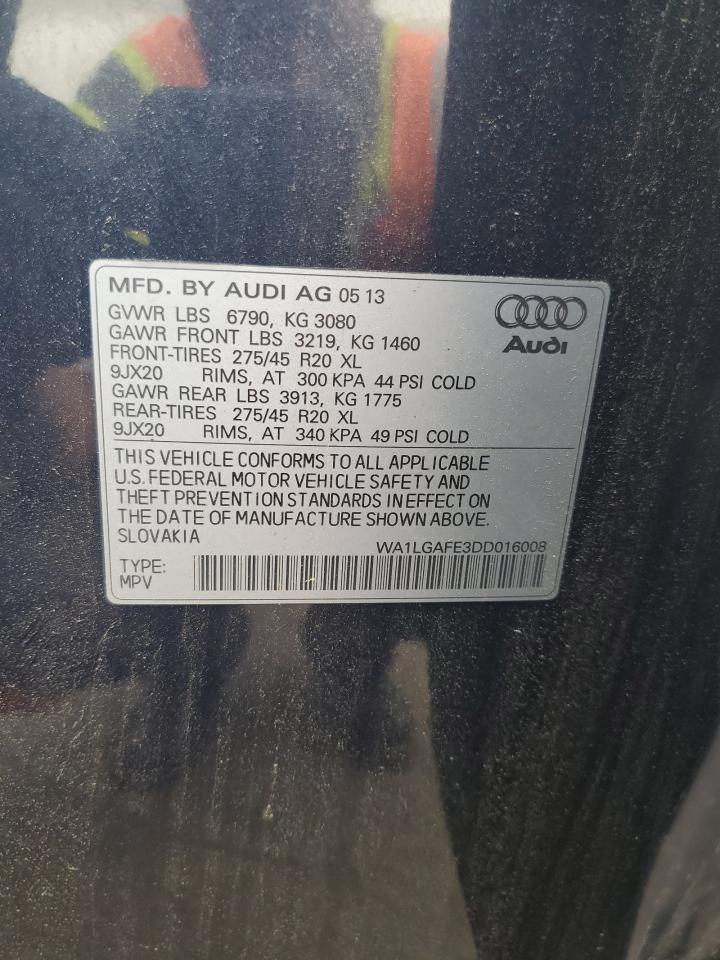 MFD. BY AUDI AG 05 13
GVWR LBS 6790, KG 3080
GAWR FRONT LBS 3219, KG 1460
FRONT-TIRES 275/45 R20 XL
9JX20 RIMS, AT 300 KPA 44 PSI COLD
GAWR REAR LBS 3913, KG 1775
REAR-TIRES 275/45 R20 XL
9JX20 RIMS, AT 340 KPA 49 PSI COLD
Audi
THIS VEHICLE CONFORMS TO ALL APPLICABLE
U.S. FEDERAL MOTOR VEHICLE SAFETY AND
THEFT PREVENTION STANDARDS IN EFFECT ON
THE DATE OF MANUFACTURE SHOWN ABOVE.
SLOVAKIA
WA1LGAFE3DD016008
TYPE:
MPV